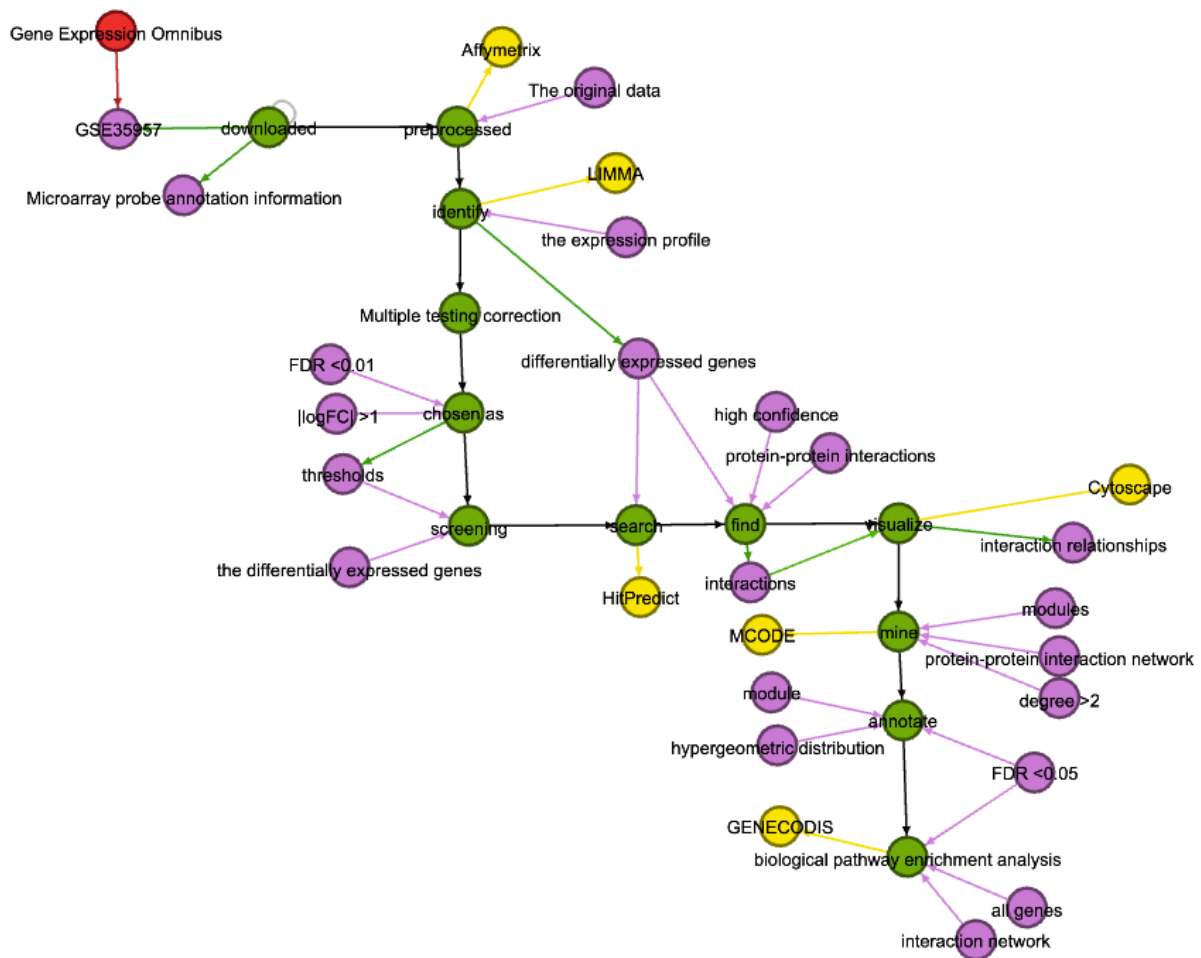 Gene Expression Omnibus
Affymetrix
The original data
GSE35957
downloaded
preprocessed
LIMMA
Microarray probe annotation information
identify
the expression profile
Multiple testing correction
differentially expressed genes
FDR <0.01
|logFC| >1
chosen as
high confidence
protein-protein interactions
thresholds
Cytoscape
screening
search
find
visualize
interaction relationships
the differentially expressed genes
interactions
HitPredict
modules
MCODE
mine
protein-protein interaction network
module
degree >2
annotate
hypergeometric distribution
FDR <0.05
GENECODIS
biological pathway enrichment analysis
all genes
interaction network